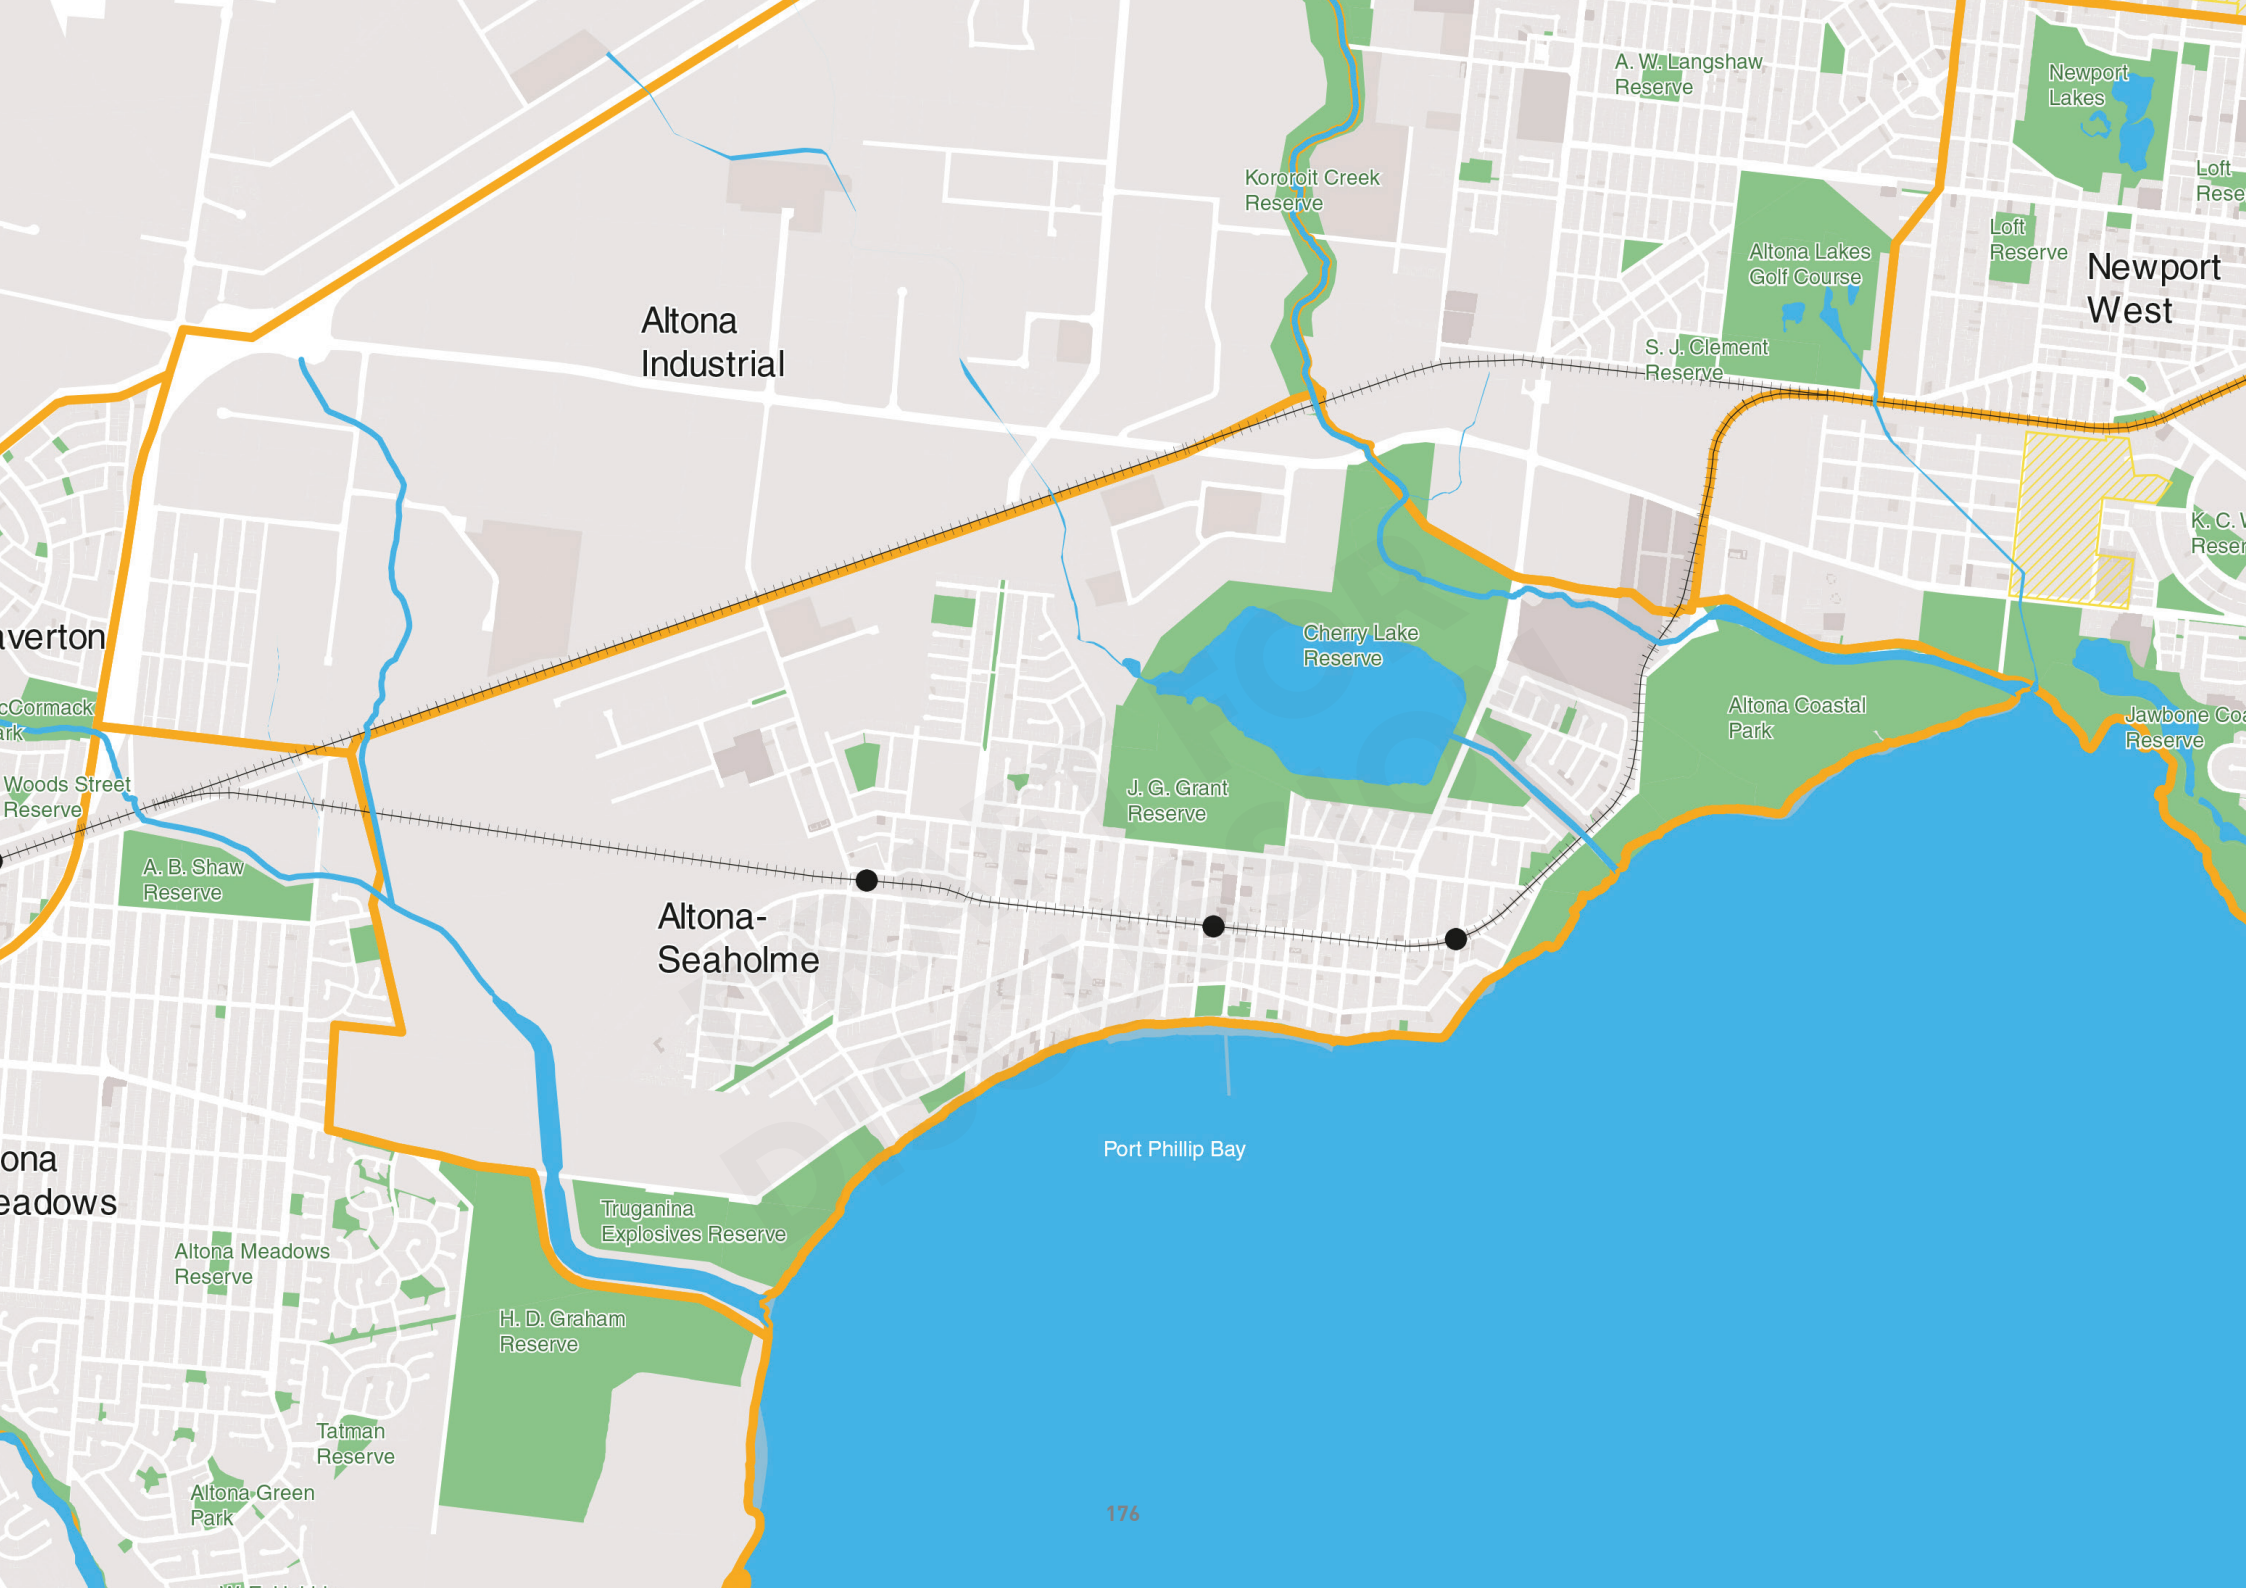 A. W. Langshaw
Reserve
Newport
Lakes
Loft
Rese
Kororoit Creek
Reserve
Loft
Reserve
Altona Lakes
Golf Course
Newport
West
Altona
Industrial
S. J. Clement
Reserve
K. C. W
Reser
averton
Cherry Lake
Reserve
cCormack
ark
Altona Coastal
Park
Jawbone Coa
Reserve
Woods Street
Reserve
J. G. Grant
Reserve
A. B. Shaw
Reserve
Altona-
Seaholme
Port Phillip Bay
ona
eadows
Truganina
Explosives Reserve
Altona Meadows
Reserve
H. D. Graham
Reserve
Tatman
Reserve
Altona Green
Park
176